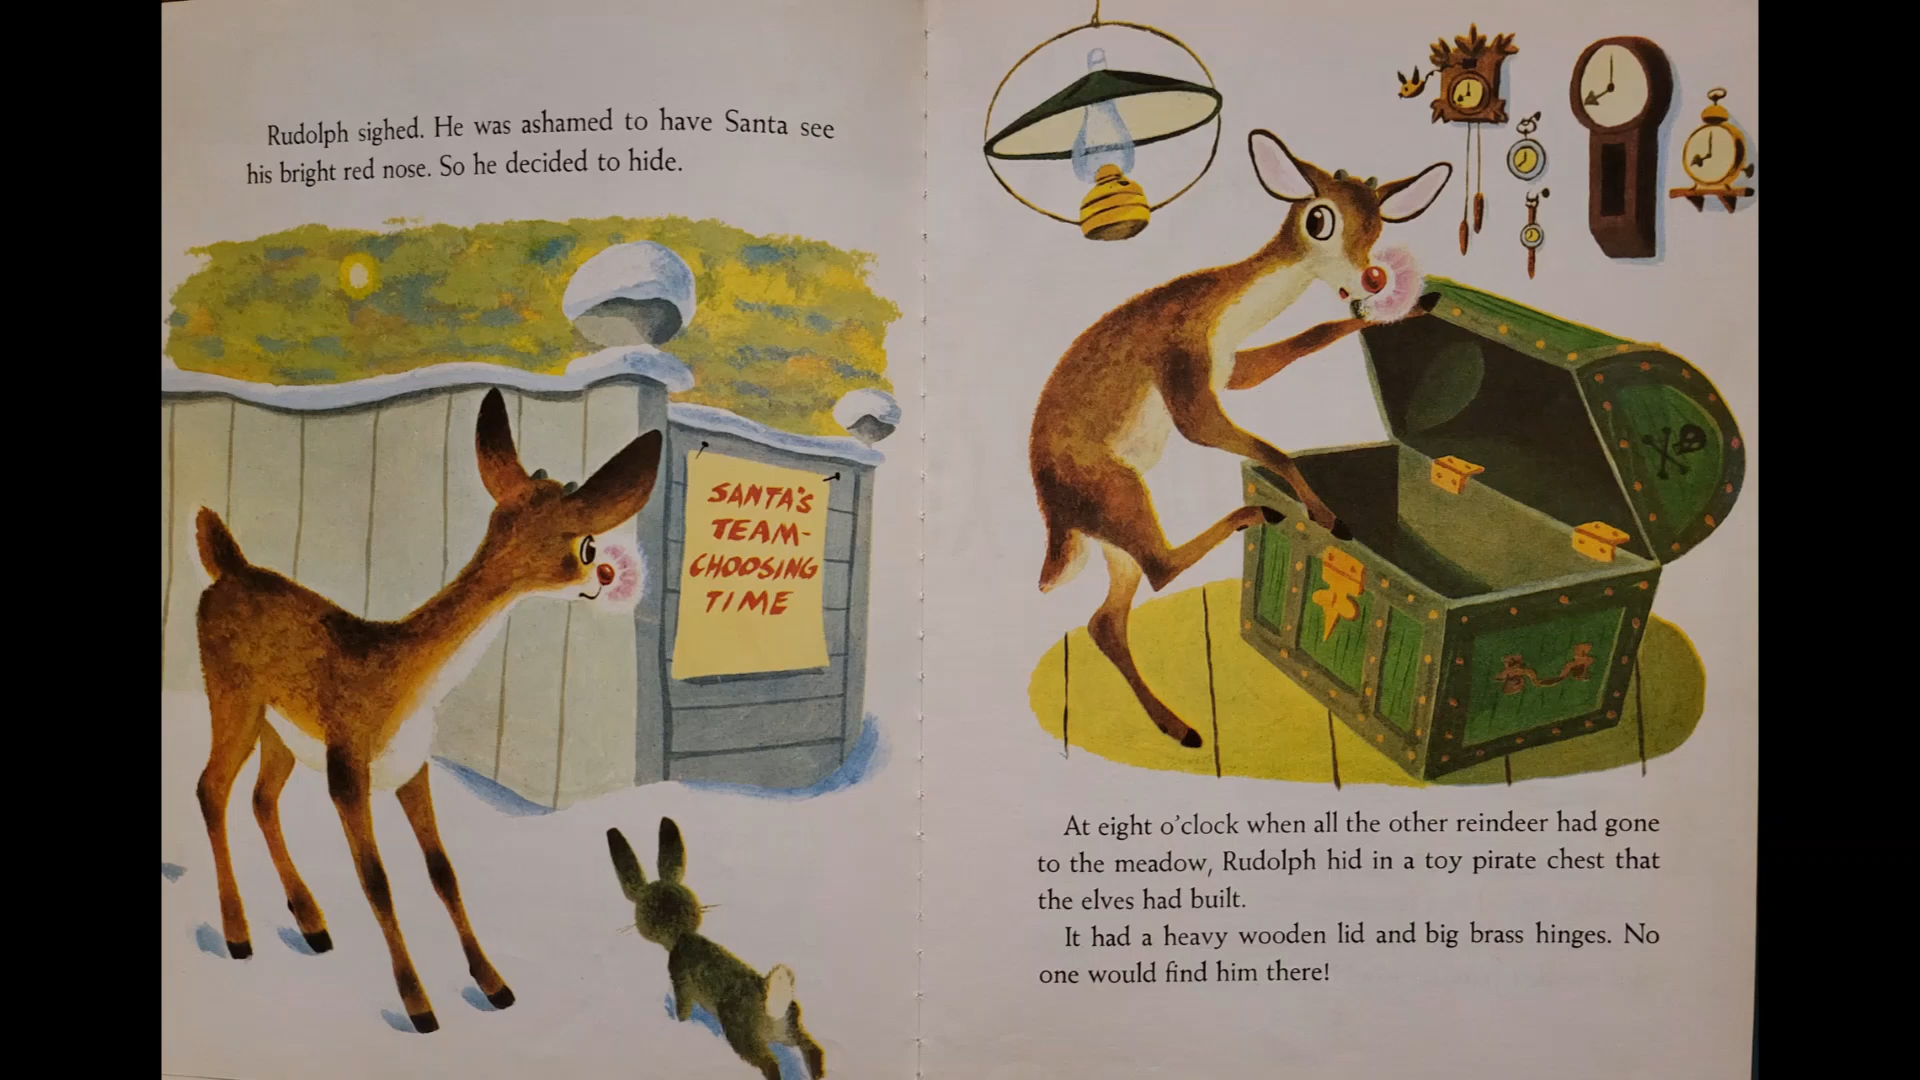 Rudolph sighed. He was ashamed to have Santa see
his bright red nose. So he decided to hide.
SANTA'S
TEAM-
CHOOSING
TIME
At eight o'clock when all the other reindeer had gone
to the meadow, Rudolph hid in a toy pirate chest that
the elves had built.
It had a heavy wooden lid and big brass hinges. No
one would find him there!